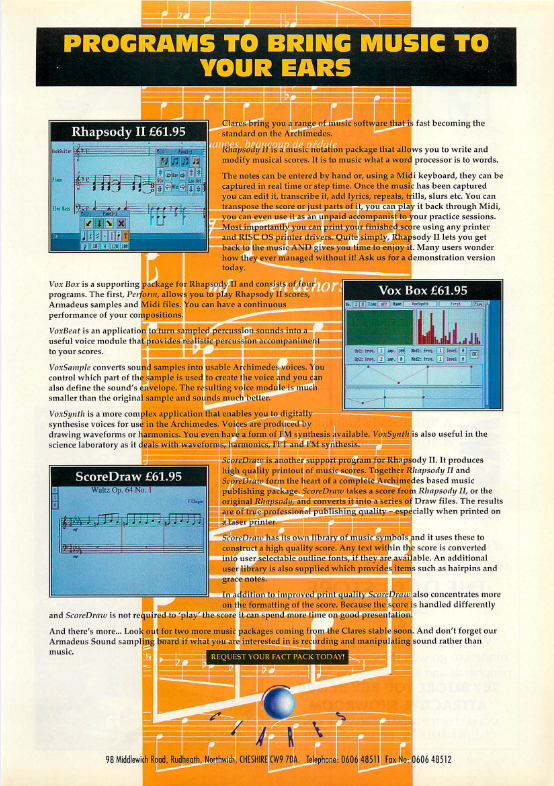 PROGRAMS TO BRING MUSIC TO
YOUR EARS
Rhapsody II £61.95
Clares bring you a range of music software that is fast becoming the
standard on the Archimedes.
Rhapsody II is a music notation package that allows you to write and
modify musical scores. It is to music what a word processor is to words.
The notes can be entered by hand or, using a Midi keyboard, they can be
captured in real time or step time. Once the music has been captured
you can edit it, transcribe it, add lyrics, repeats, trills, slurs etc. You can
transpose the score or just parts of it, you can play it back through Midi,
you can even use it as an unpaid accompanist to your practice sessions.
Most importantly you can print your finished score using any printer
and RISC OS printer drivers. Quite simply, Rhapsody II lets you get
back to the music AND gives you time to enjoy it. Many users wonder
how they ever managed without it! Ask us for a demonstration version
today.
Vox Box is a supporting package for Rhapsody II and consists of four
programs. The first, Perform, allows you to play Rhapsody II scores,
Armadeus samples and Midi files. You can have a continuous
performance of your compositions.
VoxBeat is an application to turn sampled percussion sounds into a
useful voice module that provides realistic percussion accompaniment
to your scores.
VoxSample converts sound samples into usable Archimedes voices. You
control which part of the sample is used to create the voice and you can
also define the sound's envelope. The resulting voice module is much
smaller than the original sample and sounds much better.
VoxSynth is a more complex application that enables you to digitally
synthesise voices for use in the Archimedes. Voices are produced by
drawing waveforms or harmonics. You even have a form of FM synthesis available. VoxSynth is also useful in the
science laboratory as it deals with waveforms, harmonics, FFT and FM synthesis.
Vox Box £61.95
ScoreDraw £61.95
Waltz Op. 64 No. 1
ScoreDraw is another support program for Rhapsody II. It produces
high quality printout of music scores. Together Rhapsody II and
ScoreDraw form the heart of a complete Archimedes based music
publishing package. ScoreDraw takes a score from Rhapsody II, or the
original Rhapsody, and converts it into a series of Draw files. The results
are of true professional publishing quality – especially when printed on
a laser printer.
ScoreDraw has its own library of music symbols and it uses these to
construct a high quality score. Any text within the score is converted
into user selectable outline fonts, if they are available. An additional
user library is also supplied which provides items such as hairpins and
grace notes.
In addition to improved print quality ScoreDraw also concentrates more
on the formatting of the score. Because the score is handled differently
and ScoreDraw is not required to 'play' the score it can spend more time on good presentation.
And there's more... Look out for two more music packages coming from the Clares stable soon. And don't forget our
Armadeus Sound sampling board if what you are interested in is recording and manipulating sound rather than
music.
REQUEST YOUR FACT PACK TODAY!
CLARES
98 Middlewich Road, Rudheath, Northwich, CHESHIRE CW9 7DA. Telephone: 0606 48511 Fax No: 0606 48512